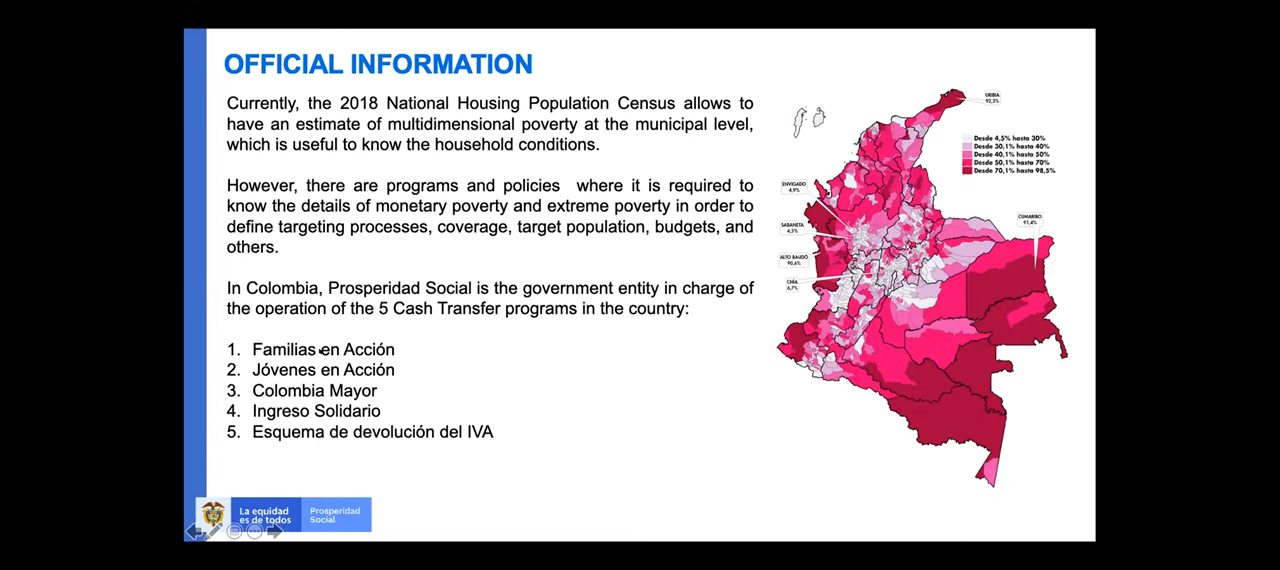 OFFICIAL INFORMATION
Currently, the 2018 National Housing Population Census allows to
have an estimate of multidimensional poverty at the municipal level,
which is useful to know the household conditions.
However, there are programs and policies where it is required to
know the details of monetary poverty and extreme poverty in order to
define targeting processes, coverage, target population, budgets, and
others.
In Colombia, Prosperidad Social is the government entity in charge of
the operation of the 5 Cash Transfer programs in the country:
1. Familias en Acción
2. Jóvenes en Acción
3. Colombia Mayor
4. Ingreso Solidario
5. Esquema de devolución del IVA
URIBIA
92,2%
Desde 4,5% hasta 30%
Desde 30,1% hasta 40%
Desde 40,1% hasta 50%
Desde 50,1% hasta 70%
Desde 70,1% hasta 98,5%
ENVIGADO
4,9%
CUMARIBO
91,4%
SABANETA
4,5%
ALTO BAUDÓ
90,6%
CHÍA
6,7%
La equidad
es de todos
Prosperidad
Social